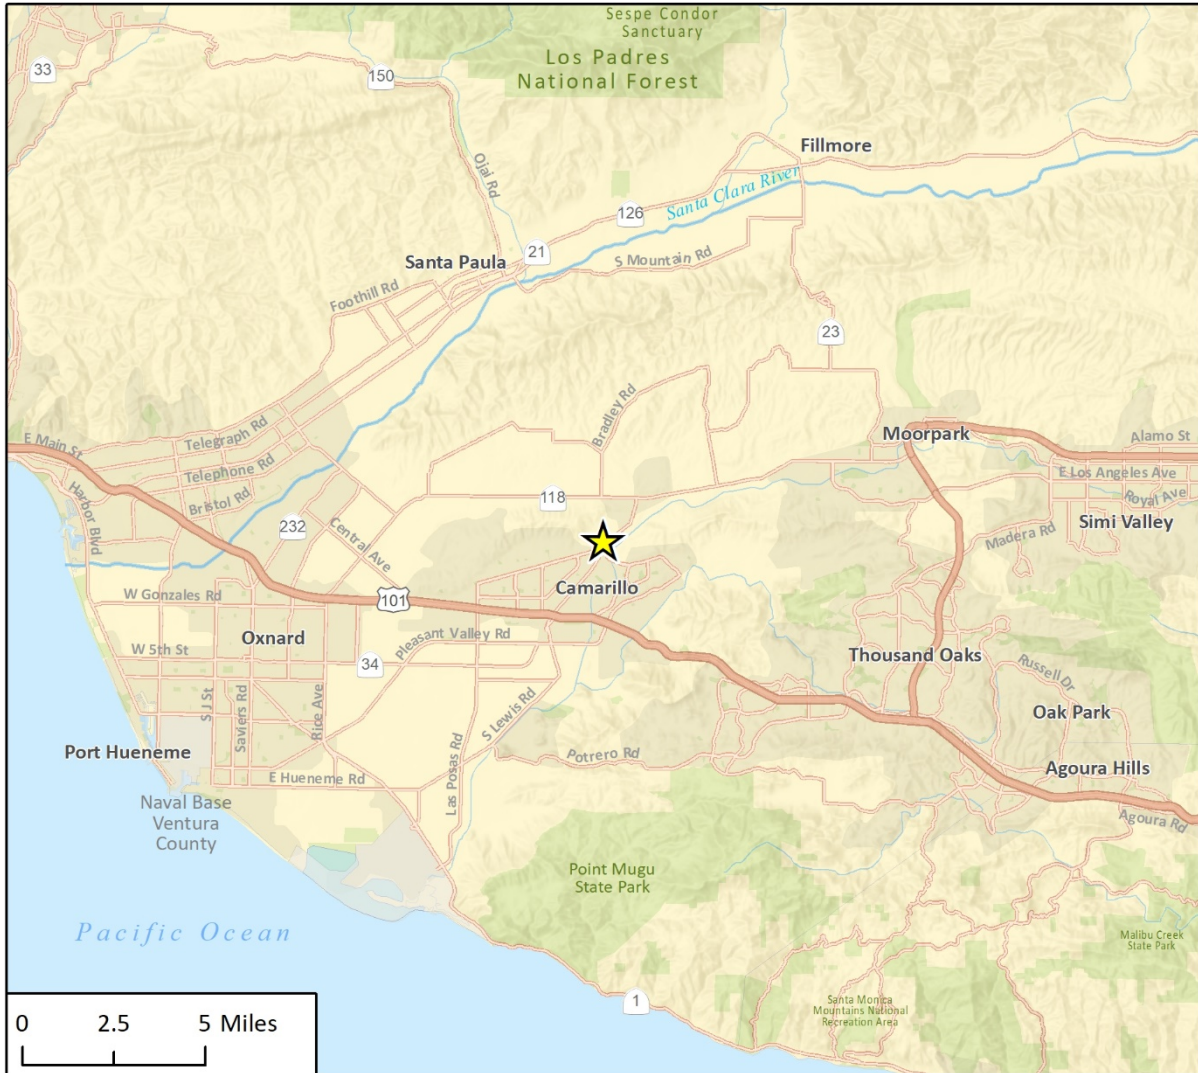 Sespe Condor
Sanctuary
Los Padres
National Forest
33
150
Fillmore
Ojai Rd
Santa Clara River
126
21
Santa Paula
S Mountain Rd
Foothill Rd
23
Bradley Rd
Telegraph Rd
E Main St
Moorpark
Alamo St
Telephone Rd
E Los Angeles Ave
Harbor Blvd
Bristol Rd
118
Royal Ave
232
Central Ave
Madera Rd
Simi Valley
Camarillo
W Gonzales Rd
101
Oxnard
Pleasant Valley Rd
W 5th St
34
Thousand Oaks
Russell Dr
S J St
Saviers Rd
Rice Ave
S Lewis Rd
Oak Park
Port Hueneme
Las Posas Rd
Potrero Rd
E Hueneme Rd
Agoura Hills
Naval Base
Ventura
County
Agoura Rd
Point Mugu
State Park
Pacific Ocean
Malibu Creek
State Park
1
Santa Monica
Mountains National
Recreation Area
0 2.5 5 Miles